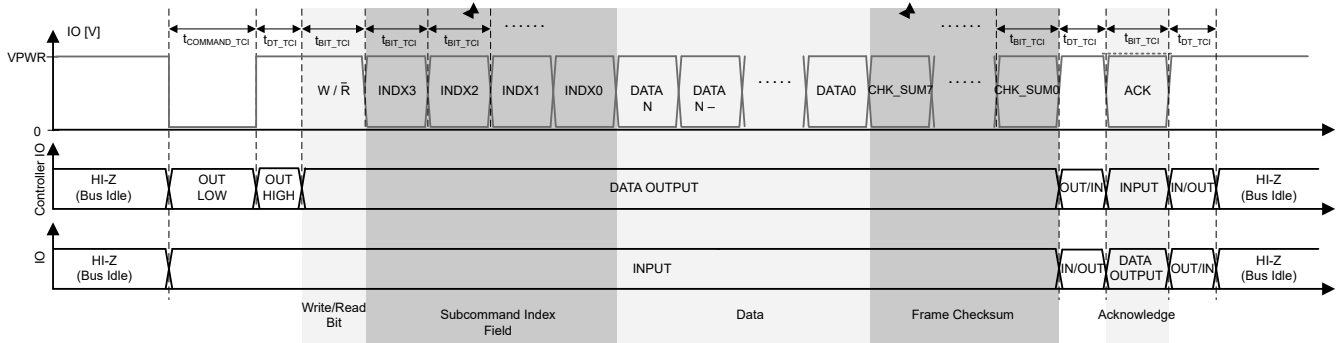 IO [V]
VPWR
0
tCOMMAND_TCI
tDT_TCI
tBIT_TCI
tBIT_TCI
tBIT_TCI
......
......
tBIT_TCI
tDT_TCI
tBIT_TCI
tDT_TCI
W / R̅
INDX3
INDX2
INDX1
INDX0
DATA
N
DATA
N –
.....
DATA0
CHK_SUM7
.....
CHK_SUM0
ACK
Controller IO
HI-Z
(Bus Idle)
OUT
LOW
OUT
HIGH
DATA OUTPUT
OUT/IN
INPUT
IN/OUT
HI-Z
(Bus Idle)
IO
HI-Z
(Bus Idle)
INPUT
IN/OUT
DATA
OUTPUT
OUT/IN
HI-Z
(Bus Idle)
Write/Read
Bit
Subcommand Index
Field
Data
Frame Checksum
Acknowledge